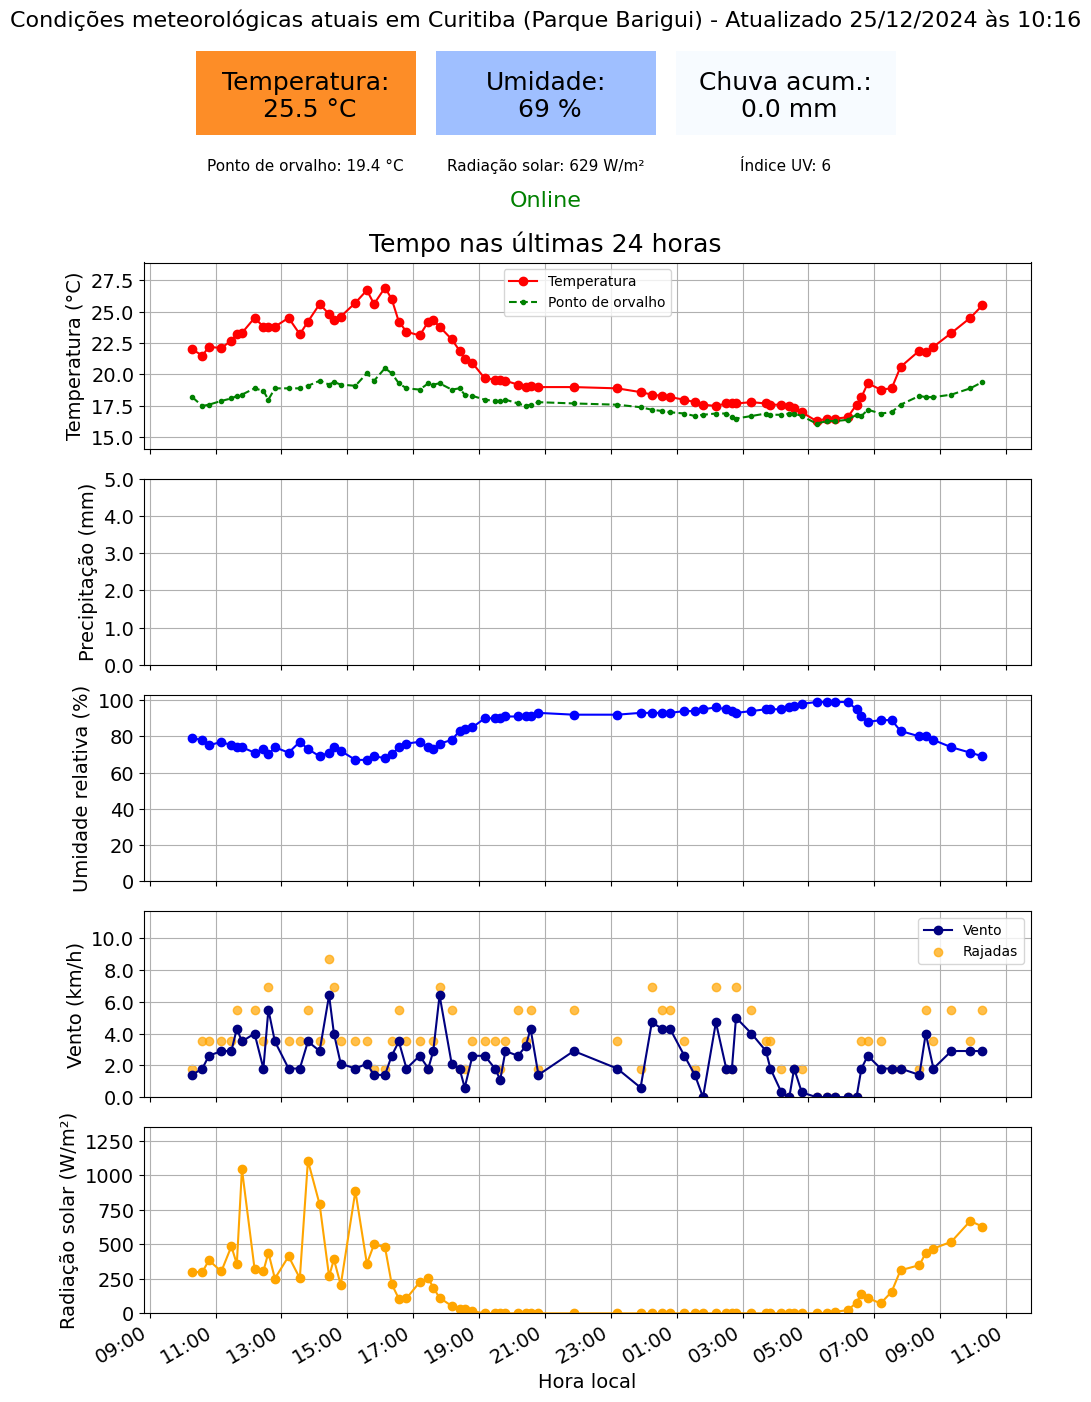 Condições meteorológicas atuais em Curitiba (Parque Barigui) - Atualizado 25/12/2024 às 10:16
Temperatura:
25.5 °C
Umidade:
69 %
Chuva acum.:
0.0 mm
Ponto de orvalho: 19.4 °C
Radiação solar: 629 W/m²
Índice UV: 6
Online
Tempo nas últimas 24 horas
Temperatura (°C)
27.5
25.0
22.5
20.0
17.5
15.0
Temperatura
Ponto de orvalho
Precipitação (mm)
5.0
4.0
3.0
2.0
1.0
0.0
Umidade relativa (%)
100
80
60
40
20
0
Vento (km/h)
10.0
8.0
6.0
4.0
2.0
0.0
Vento
Rajadas
Radiação solar (W/m²)
1250
1000
750
500
250
0
09:00
11:00
13:00
15:00
17:00
19:00
21:00
23:00
01:00
03:00
05:00
07:00
09:00
11:00
Hora local